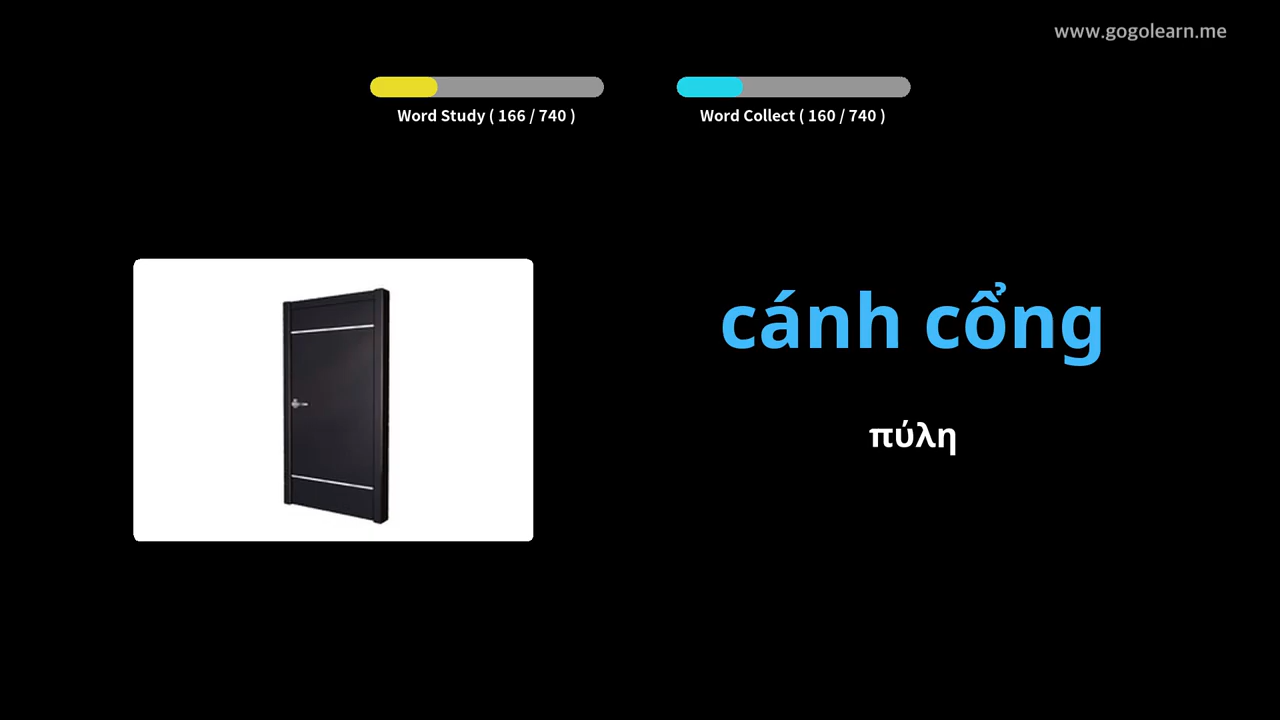 www.gogolearn.me
Word Study ( 166 / 740 )
Word Collect ( 160 / 740 )
cánh cổng
πύλη